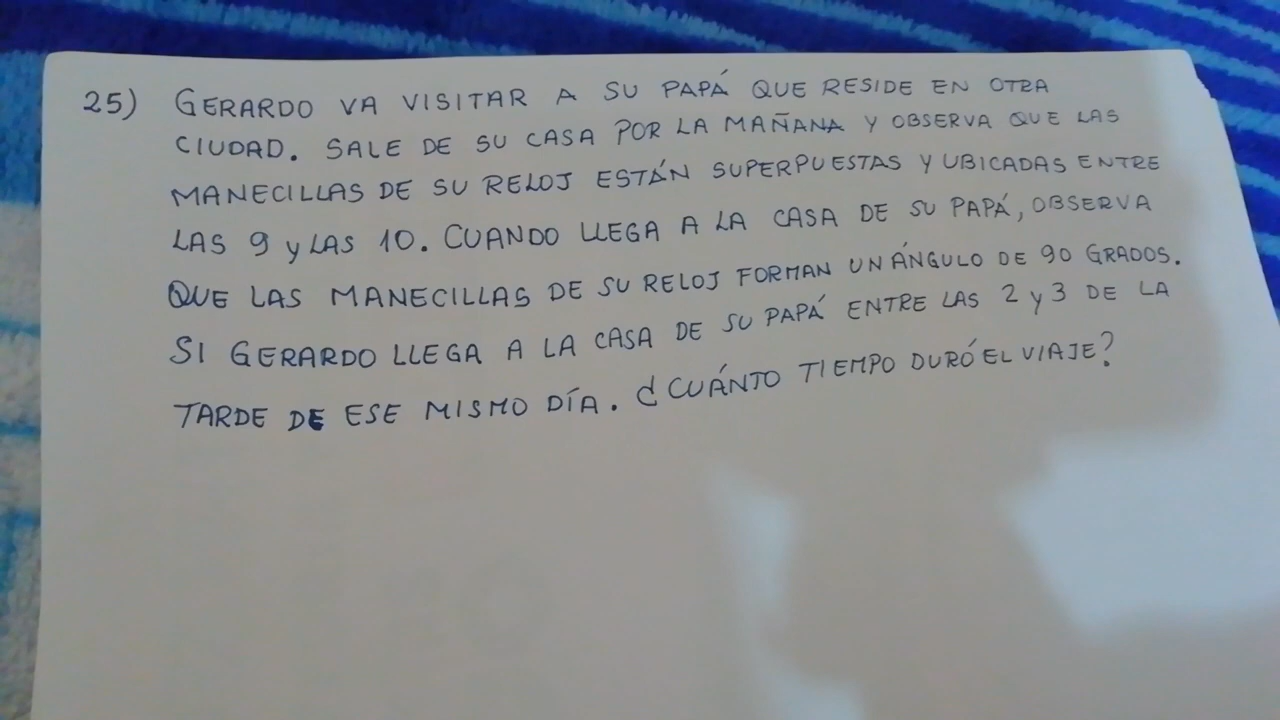 25) GERARDO VA VISITAR A SU PAPÁ QUE RESIDE EN OTRA
CIUDAD. SALE DE SU CASA POR LA MAÑANA Y OBSERVA QUE LAS
MANECILLAS DE SU RELOJ ESTÁN SUPERPUESTAS Y UBICADAS ENTRE
LAS 9 y LAS 10. CUANDO LLEGA A LA CASA DE SU PAPÁ, OBSERVA
QUE LAS MANECILLAS DE SU RELOJ FORMAN UN ÁNGULO DE 90 GRADOS.
SI GERARDO LLEGA A LA CASA DE SU PAPÁ ENTRE LAS 2 y 3 DE LA
TARDE DE ESE MISMO DÍA. ¿CUÁNTO TIEMPO DURÓ EL VIAJE?